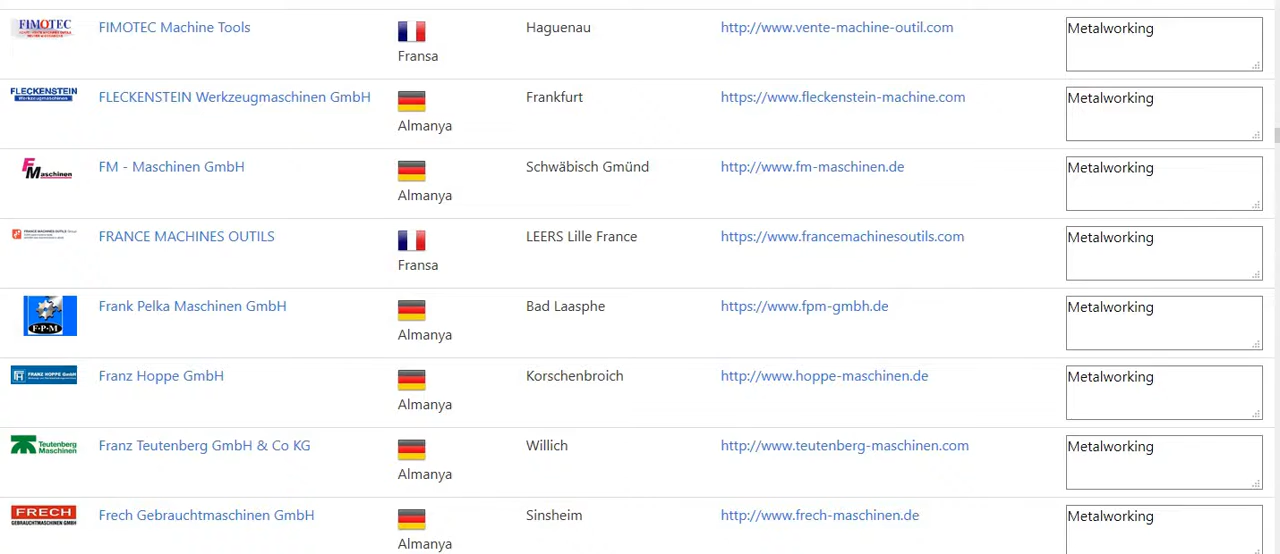 FIMOTEC
FIMOTEC Machine Tools
Fransa
Haguenau
http://www.vente-machine-outil.com
Metalworking
FLECKENSTEIN
Werkzeugmaschinen
FLECKENSTEIN Werkzeugmaschinen GmbH
Almanya
Frankfurt
https://www.fleckenstein-machine.com
Metalworking
FM Maschinen
FM - Maschinen GmbH
Almanya
Schwäbisch Gmünd
http://www.fm-maschinen.de
Metalworking
FRANCE MACHINES OUTILS
FRANCE MACHINES OUTILS
Fransa
LEERS Lille France
https://www.francemachinesoutils.com
Metalworking
F·P·M
Frank Pelka Maschinen GmbH
Almanya
Bad Laasphe
https://www.fpm-gmbh.de
Metalworking
FRANZ HOPPE GmbH
Franz Hoppe GmbH
Almanya
Korschenbroich
http://www.hoppe-maschinen.de
Metalworking
Teutenberg
Maschinen
Franz Teutenberg GmbH & Co KG
Almanya
Willich
http://www.teutenberg-maschinen.com
Metalworking
FRECH
GEBRAUCHTMASCHINEN GMBH
Frech Gebrauchtmaschinen GmbH
Almanya
Sinsheim
http://www.frech-maschinen.de
Metalworking